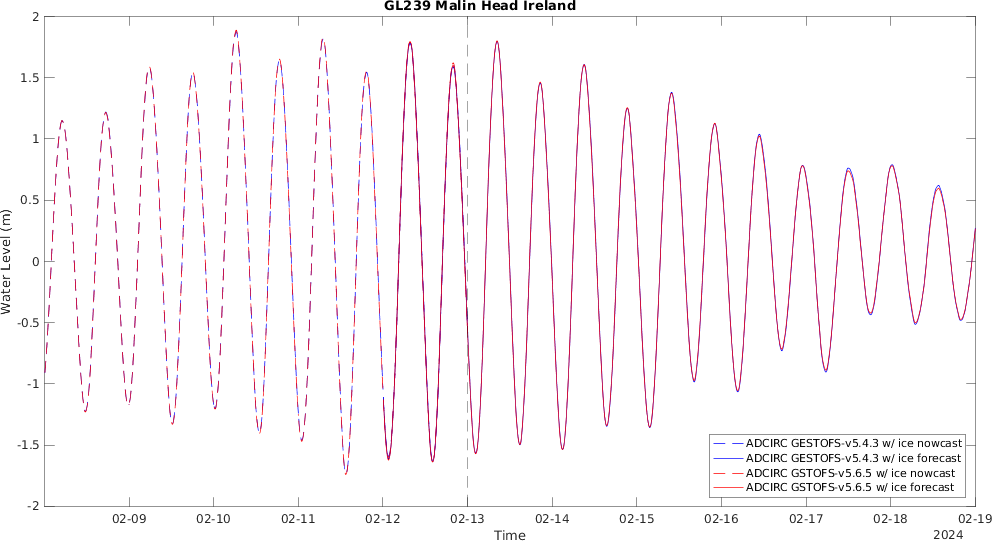 GL239 Malin Head Ireland
2
1.5
1
0.5
0
-0.5
-1
-1.5
-2
Water Level (m)
ADCIRC GESTOFS-v5.4.3 w/ ice nowcast
ADCIRC GESTOFS-v5.4.3 w/ ice forecast
ADCIRC GSTOFS-v5.6.5 w/ ice nowcast
ADCIRC GSTOFS-v5.6.5 w/ ice forecast
02-09 02-10 02-11 02-12 02-13 02-14 02-15 02-16 02-17 02-18 02-19
Time
2024